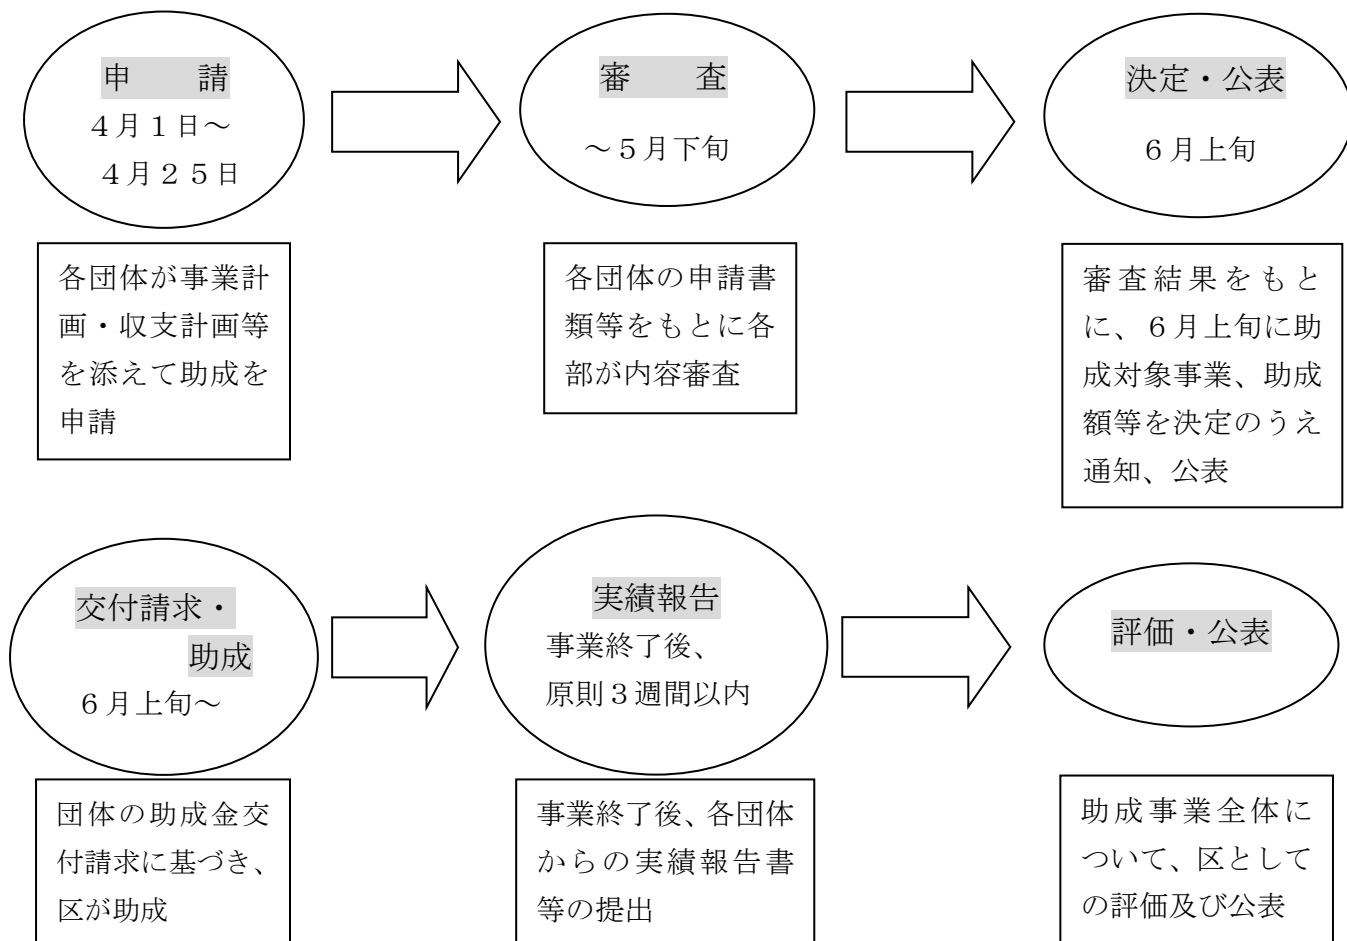 申　　請
４月１日～
４月２５日
審　　査
～５月下旬
決定・公表
６月上旬
各団体が事業計
画・収支計画等
を添えて助成を
申請
各団体の申請書
類等をもとに各
部が内容審査
審査結果をもと
に、６月上旬に助
成対象事業、助成
額等を決定のうえ
通知、公表
交付請求・
助成
６月上旬～
実績報告
事業終了後、
原則３週間以内
評価・公表
団体の助成金交
付請求に基づき、
区が助成
事業終了後、各団体
からの実績報告書
等の提出
助成事業全体に
ついて、区として
の評価及び公表